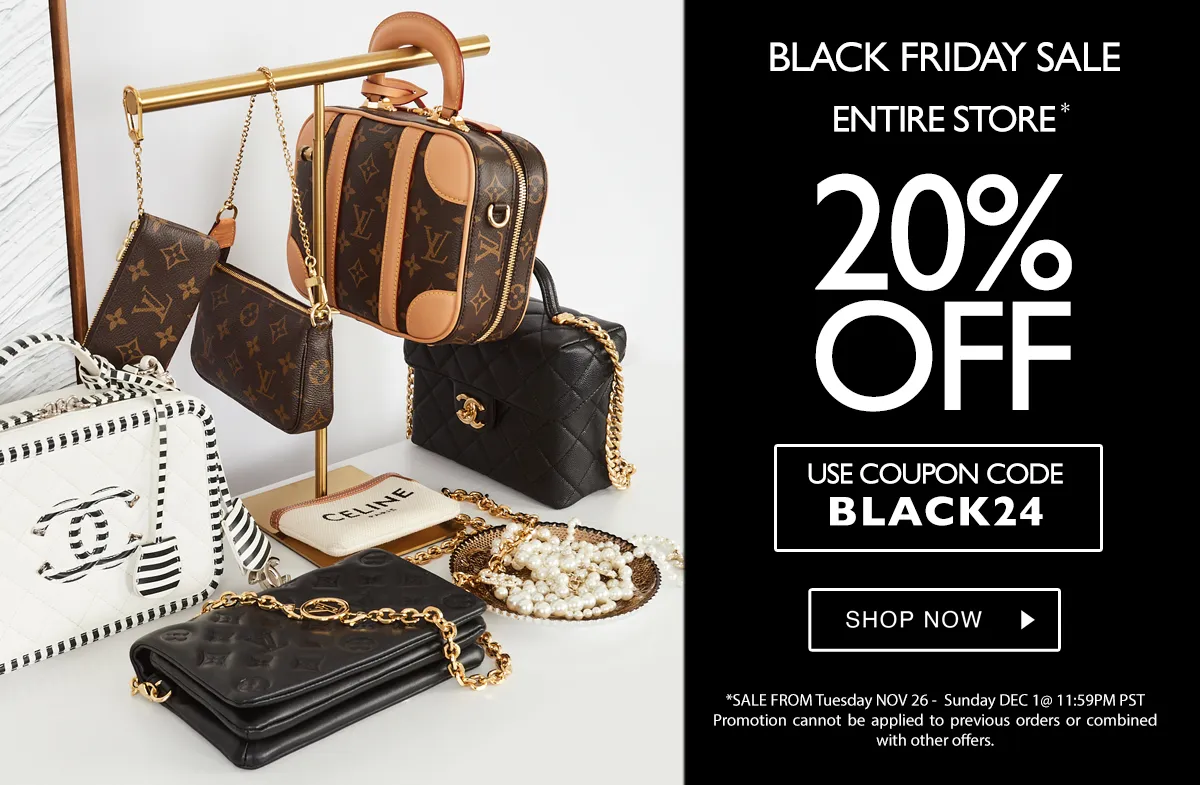 BLACK FRIDAY SALE
ENTIRE STORE*
20%
OFF
USE COUPON CODE
BLACK24
SHOP NOW
*SALE FROM Tuesday NOV 26 - Sunday DEC 1@ 11:59PM PST
Promotion cannot be applied to previous orders or combined
with other offers.
CELINE
PARIS